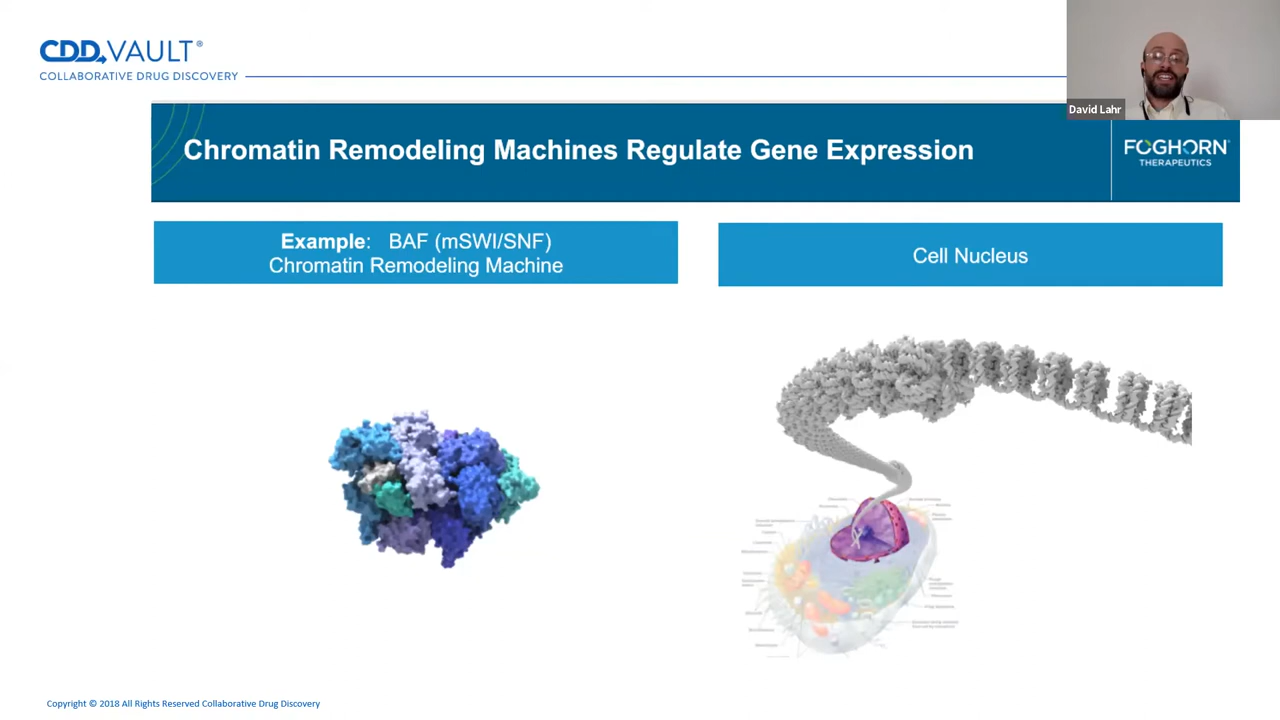 CDD VAULT®
COLLABORATIVE DRUG DISCOVERY
David Lahr
Chromatin Remodeling Machines Regulate Gene Expression
FOGHORN®
THERAPEUTICS
Example: BAF (mSWI/SNF)
Chromatin Remodeling Machine
Cell Nucleus
Copyright © 2018 All Rights Reserved Collaborative Drug Discovery